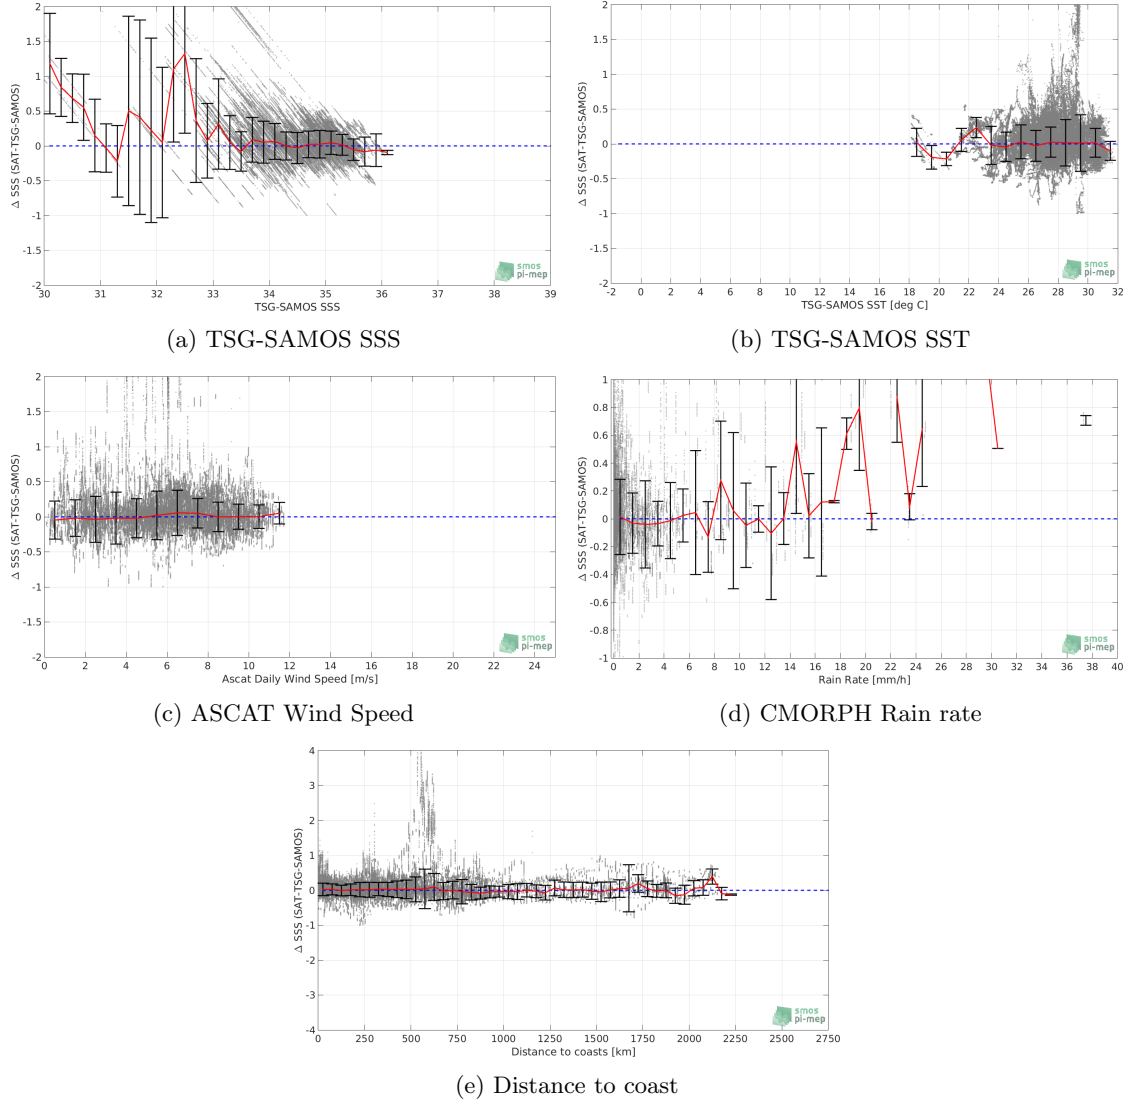 2
1.5
1
0.5
0
-0.5
-1
-1.5
-2
Δ SSS (SAT-TSG-SAMOS)
30 31 32 33 34 35 36 37 38 39
TSG-SAMOS SSS
smos
pi-mep
(a) TSG-SAMOS SSS
2
1.5
1
0.5
0
-0.5
-1
-1.5
-2
Δ SSS (SAT-TSG-SAMOS)
-2 0 2 4 6 8 10 12 14 16 18 20 22 24 26 28 30 32
TSG-SAMOS SST [deg C]
smos
pi-mep
(b) TSG-SAMOS SST
2
1.5
1
0.5
0
-0.5
-1
-1.5
-2
Δ SSS (SAT-TSG-SAMOS)
0 2 4 6 8 10 12 14 16 18 20 22 24
Ascat Daily Wind Speed [m/s]
smos
pi-mep
(c) ASCAT Wind Speed
1
0.8
0.6
0.4
0.2
0
-0.2
-0.4
-0.6
-0.8
-1
Δ SSS (SAT-TSG-SAMOS)
0 2 4 6 8 10 12 14 16 18 20 22 24 26 28 30 32 34 36 38 40
Rain Rate [mm/h]
smos
pi-mep
(d) CMORPH Rain rate
4
3
2
1
0
-1
-2
-3
-4
Δ SSS (SAT-TSG-SAMOS)
0 250 500 750 1000 1250 1500 1750 2000 2250 2500 2750
Distance to coasts [km]
smos
pi-mep
(e) Distance to coast